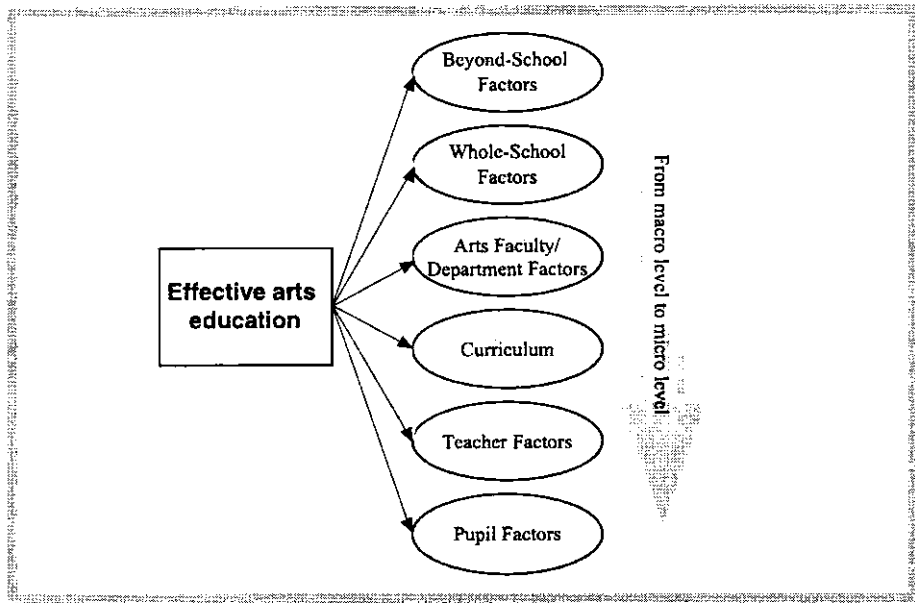 Beyond-School
Factors
Whole-School
Factors
Arts Faculty/
Department Factors
Effective arts
education
Curriculum
Teacher Factors
Pupil Factors
From macro level to micro level